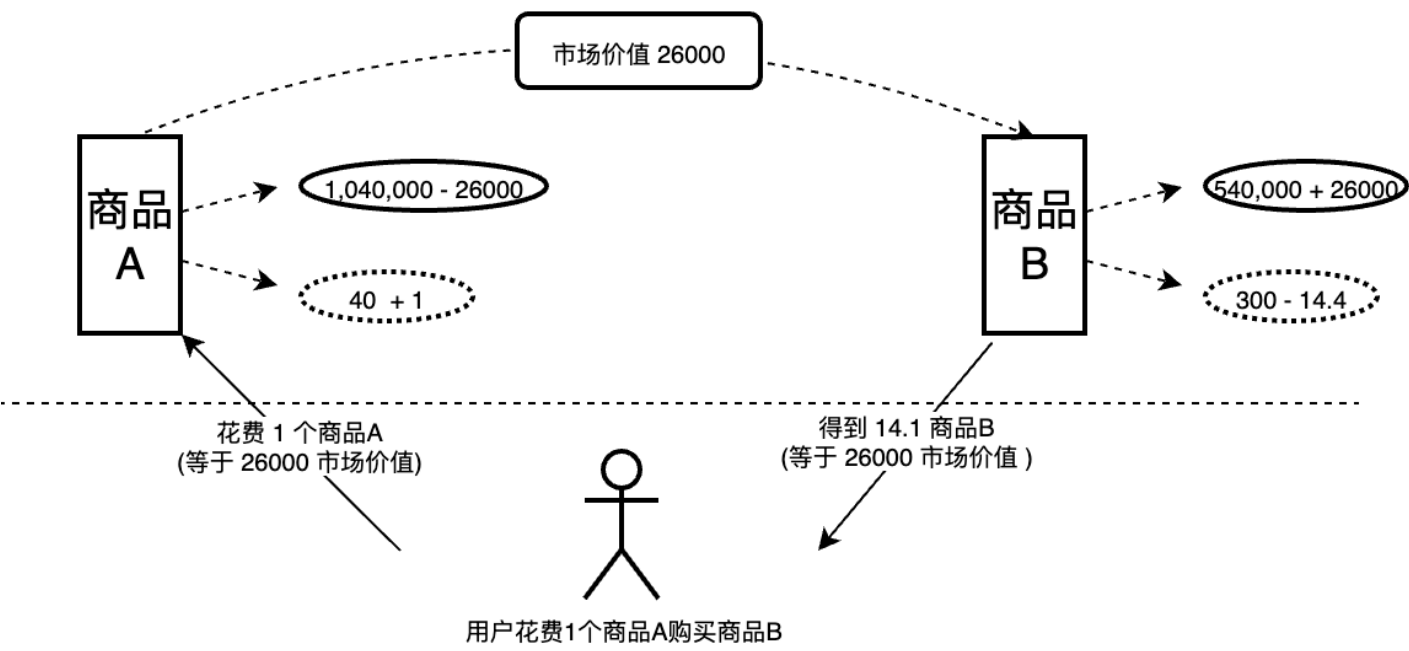 市场价值 26000
商品
A
1,040,000 - 26000
40 + 1
商品
B
540,000 + 26000
300 - 14.4
花费 1 个商品A
(等于 26000 市场价值)
得到 14.1 商品B
(等于 26000 市场价值 )
用户花费1个商品A购买商品B